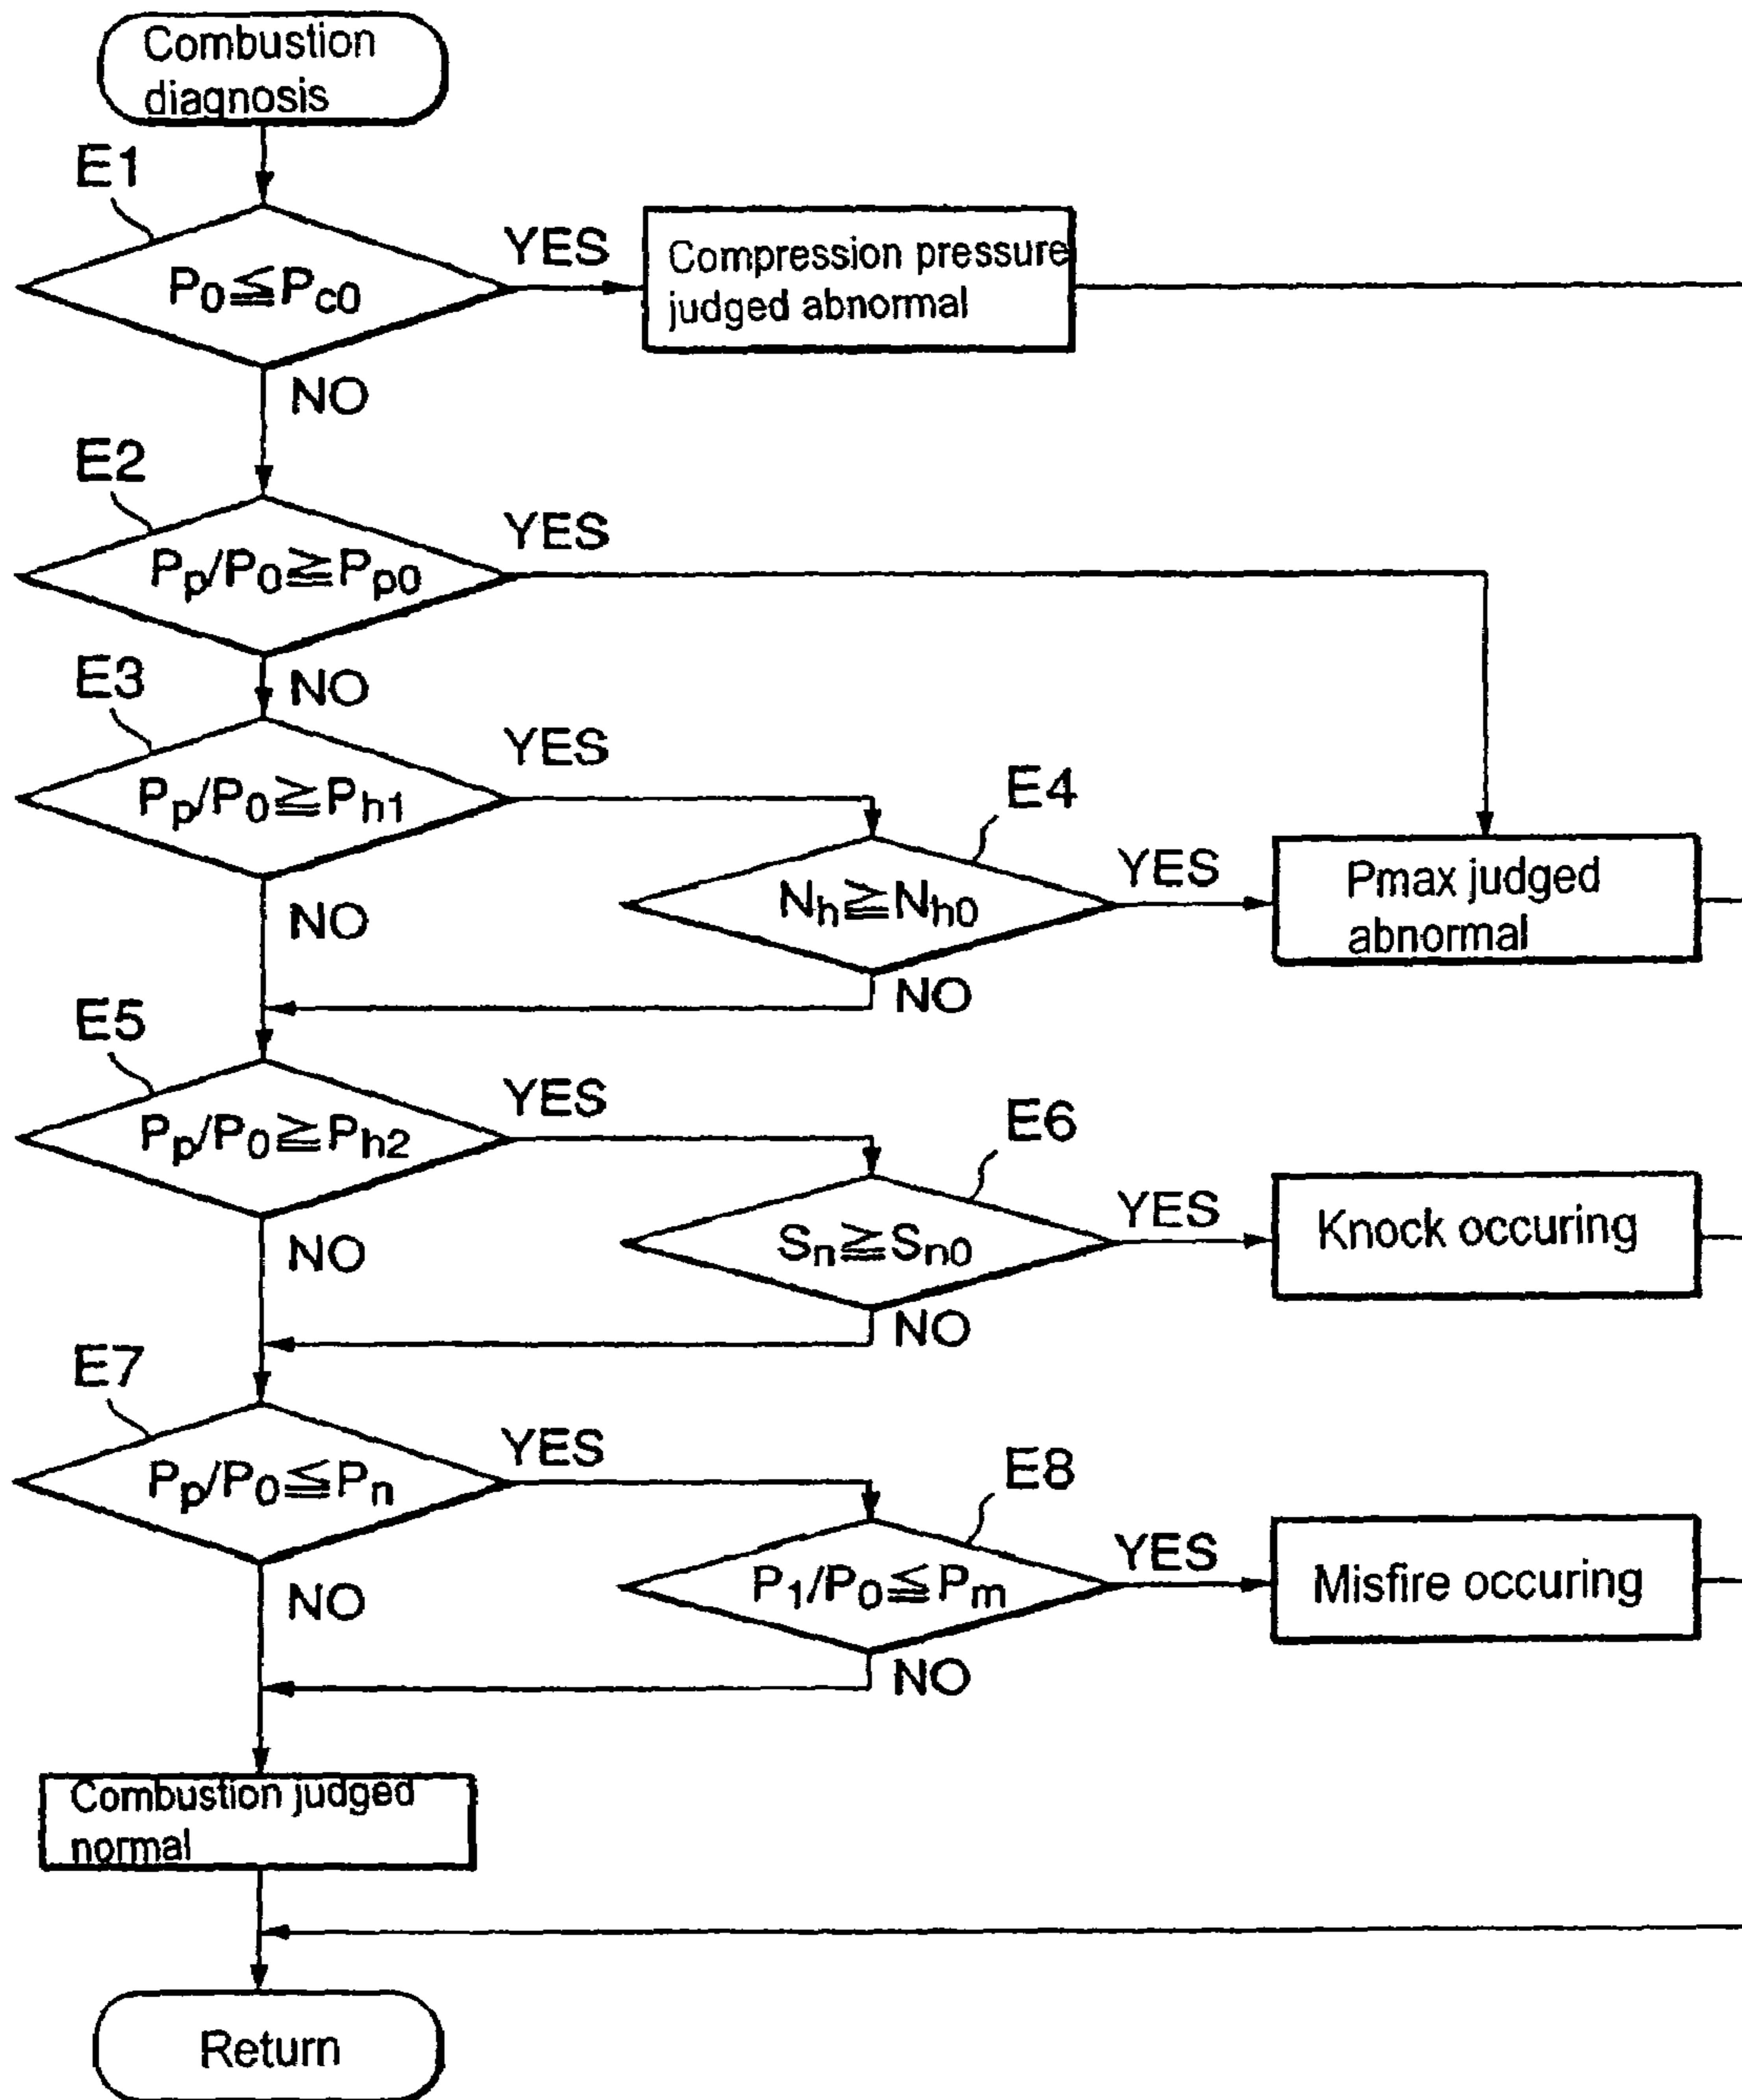 Combustion
diagnosis
E1
P0≦Pc0
YES
Compression pressure
judged abnormal
NO
E2
Pp/P0≧Pp0
YES
NO
E3
Pp/P0≧Ph1
YES
E4
Nh≧Nh0
YES
Pmax judged
abnormal
NO
NO
E5
Pp/P0≧Ph2
YES
E6
Sn≧Sn0
YES
Knock occuring
NO
NO
E7
Pp/P0≦Pn
YES
E8
P1/P0≦Pm
YES
Misfire occuring
NO
NO
Combustion judged
normal
Return